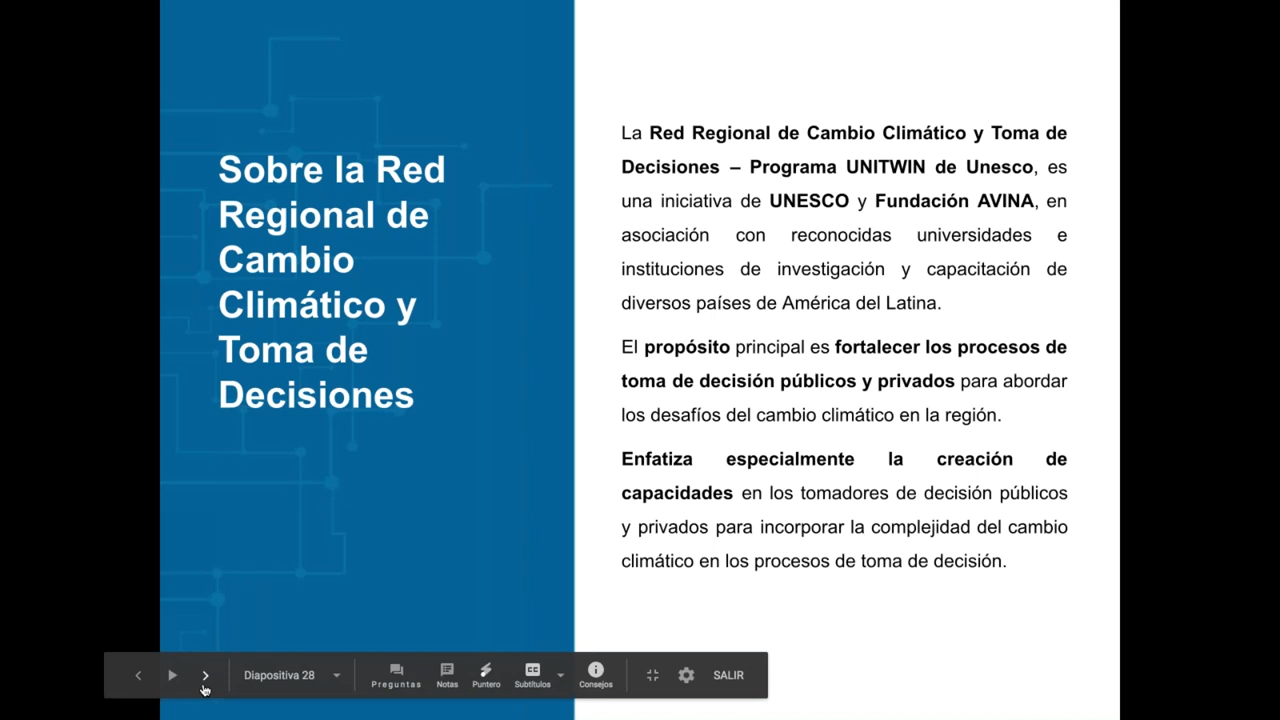 Sobre la Red
Regional de
Cambio
Climático y
Toma de
Decisiones
La Red Regional de Cambio Climático y Toma de
Decisiones – Programa UNITWIN de Unesco, es
una iniciativa de UNESCO y Fundación AVINA, en
asociación con reconocidas universidades e
instituciones de investigación y capacitación de
diversos países de América del Latina.
El propósito principal es fortalecer los procesos de
toma de decisión públicos y privados para abordar
los desafíos del cambio climático en la región.
Enfatiza especialmente la creación de
capacidades en los tomadores de decisión públicos
y privados para incorporar la complejidad del cambio
climático en los procesos de toma de decisión.
Diapositiva 28
Preguntas
Notas
Puntero
CC
Subtítulos
Consejos
SALIR